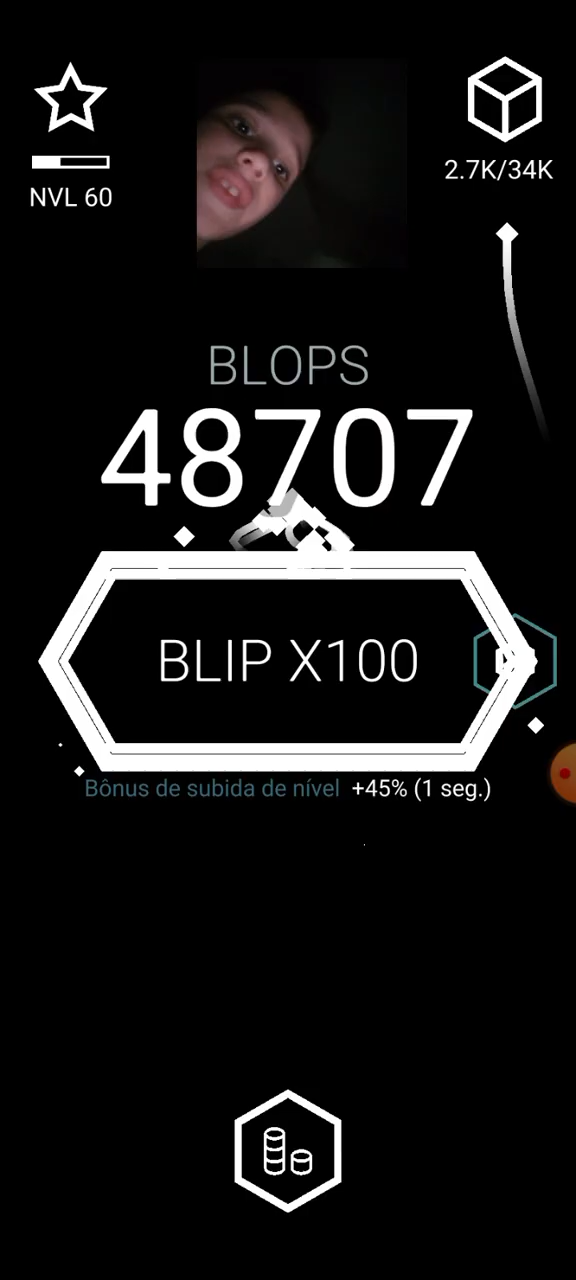 NVL 60
2.7K/34K
BLOPS
48707
BLIP X100
Bônus de subida de nível +45% (1 seg.)